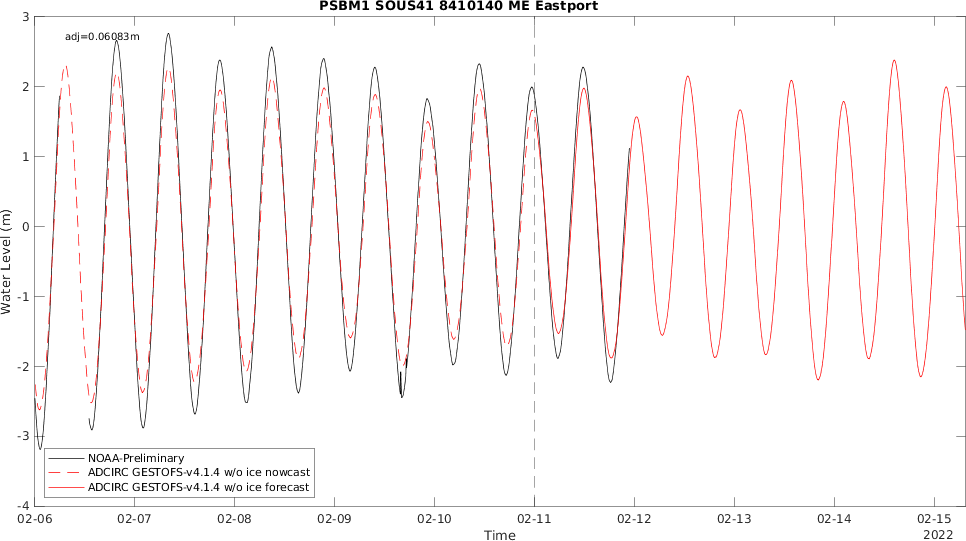 PSBM1 SOUS41 8410140 ME Eastport
adj=0.06083m
3
2
1
0
-1
-2
-3
-4
Water Level (m)
NOAA-Preliminary
ADCIRC GESTOFS-v4.1.4 w/o ice nowcast
ADCIRC GESTOFS-v4.1.4 w/o ice forecast
02-06 02-07 02-08 02-09 02-10 02-11 02-12 02-13 02-14 02-15
Time
2022